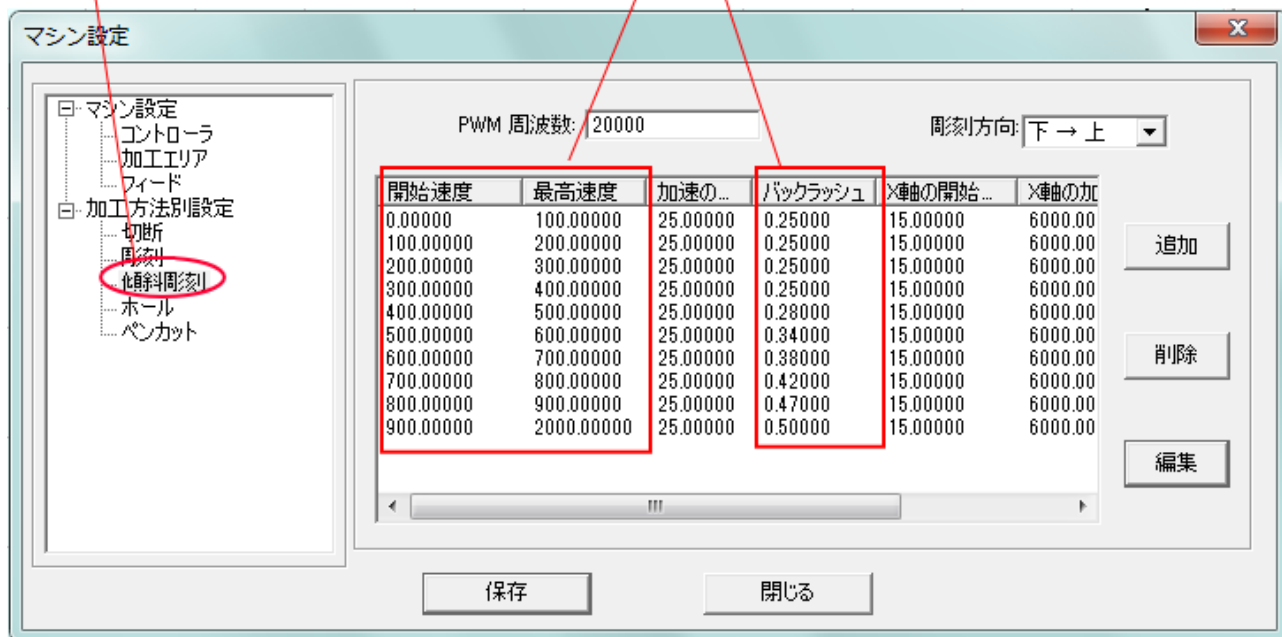 マシン設定
マシン設定
コントローラ
加工エリア
フィード
加工方法別設定
切断
彫刻
傾斜彫刻
ホール
ペンカット
PWM 周波数: 20000
彫刻方向: 下 → 上
開始速度 最高速度 加速の... バックラッシュ X軸の開始... X軸の加
0.00000 100.00000 25.00000 0.25000 15.00000 6000.00
100.00000 200.00000 25.00000 0.25000 15.00000 6000.00
200.00000 300.00000 25.00000 0.25000 15.00000 6000.00
300.00000 400.00000 25.00000 0.25000 15.00000 6000.00
400.00000 500.00000 25.00000 0.28000 15.00000 6000.00
500.00000 600.00000 25.00000 0.34000 15.00000 6000.00
600.00000 700.00000 25.00000 0.38000 15.00000 6000.00
700.00000 800.00000 25.00000 0.42000 15.00000 6000.00
800.00000 900.00000 25.00000 0.47000 15.00000 6000.00
900.00000 2000.00000 25.00000 0.50000 15.00000 6000.00
追加
削除
編集
保存 閉じる